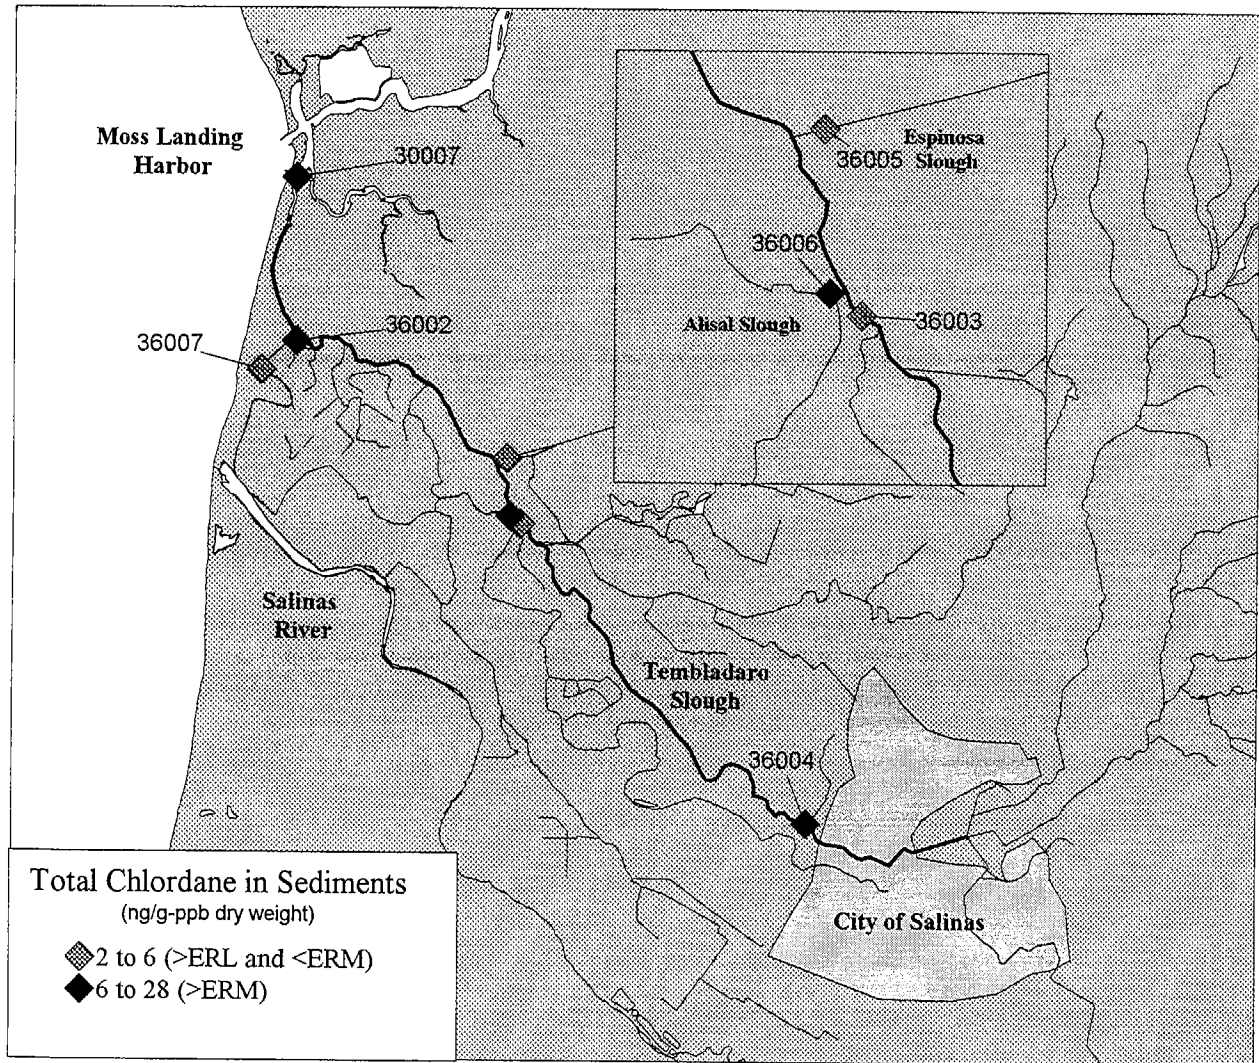 Moss Landing
Harbor
30007
Espinosa
Slough
36005
36006
Alisal Slough
36003
36002
36007
Salinas
River
Tembladaro
Slough
36004
City of Salinas
Total Chlordane in Sediments
(ng/g-ppb dry weight)
2 to 6 (>ERL and <ERM)
6 to 28 (>ERM)